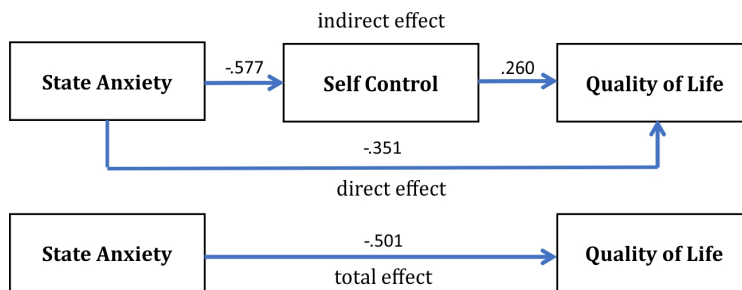 indirect effect
State Anxiety
-.577
Self Control
.260
Quality of Life
-.351
direct effect
State Anxiety
-.501
Quality of Life
total effect